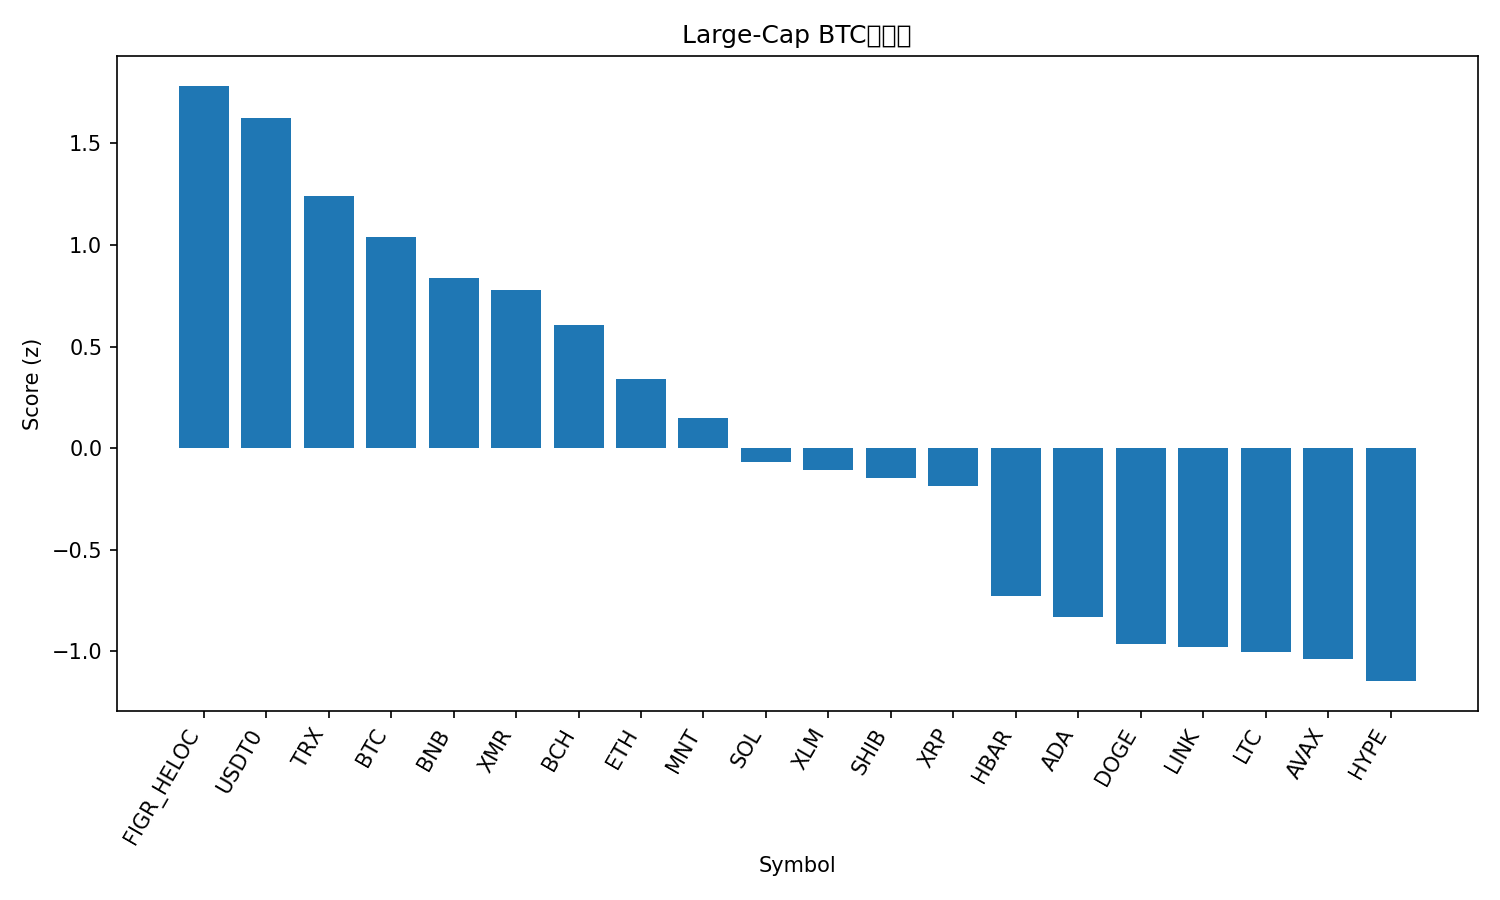 Large-Cap BTC
Score (z)
1.5
1.0
0.5
0.0
−0.5
−1.0
FIGR_HELOC
USDT0
TRX
BTC
BNB
XMR
BCH
ETH
MNT
SOL
XLM
SHIB
XRP
HBAR
ADA
DOGE
LINK
LTC
AVAX
HYPE
Symbol